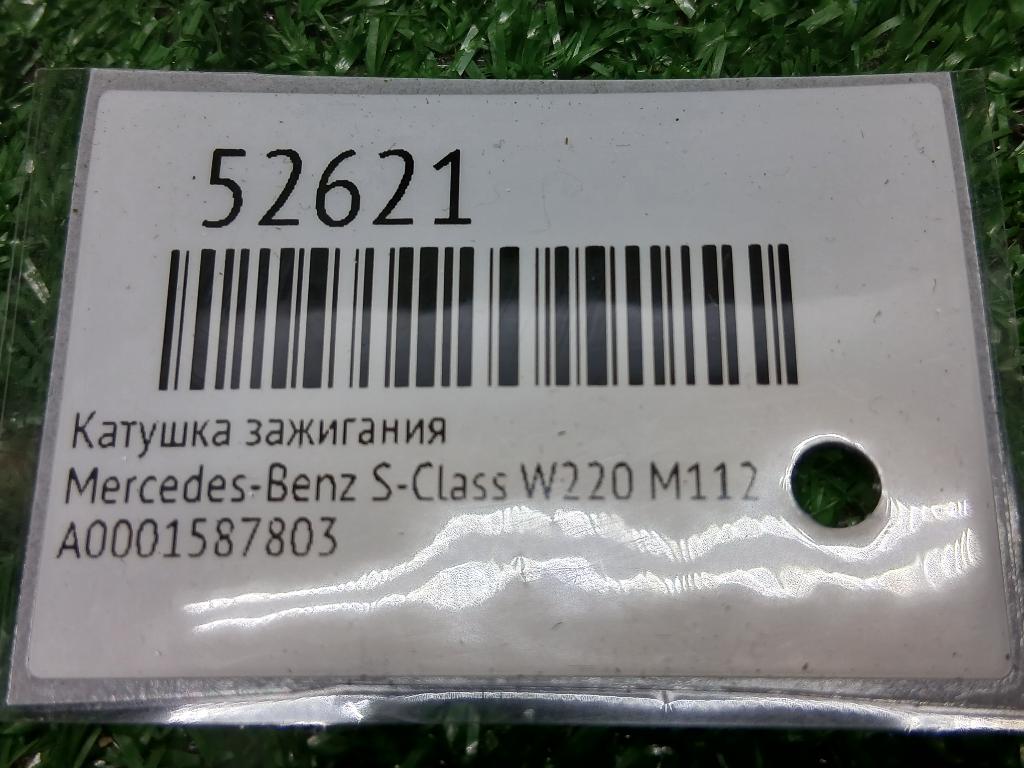 52621
Катушка зажигания
Mercedes-Benz S-Class W220 M112
A0001587803